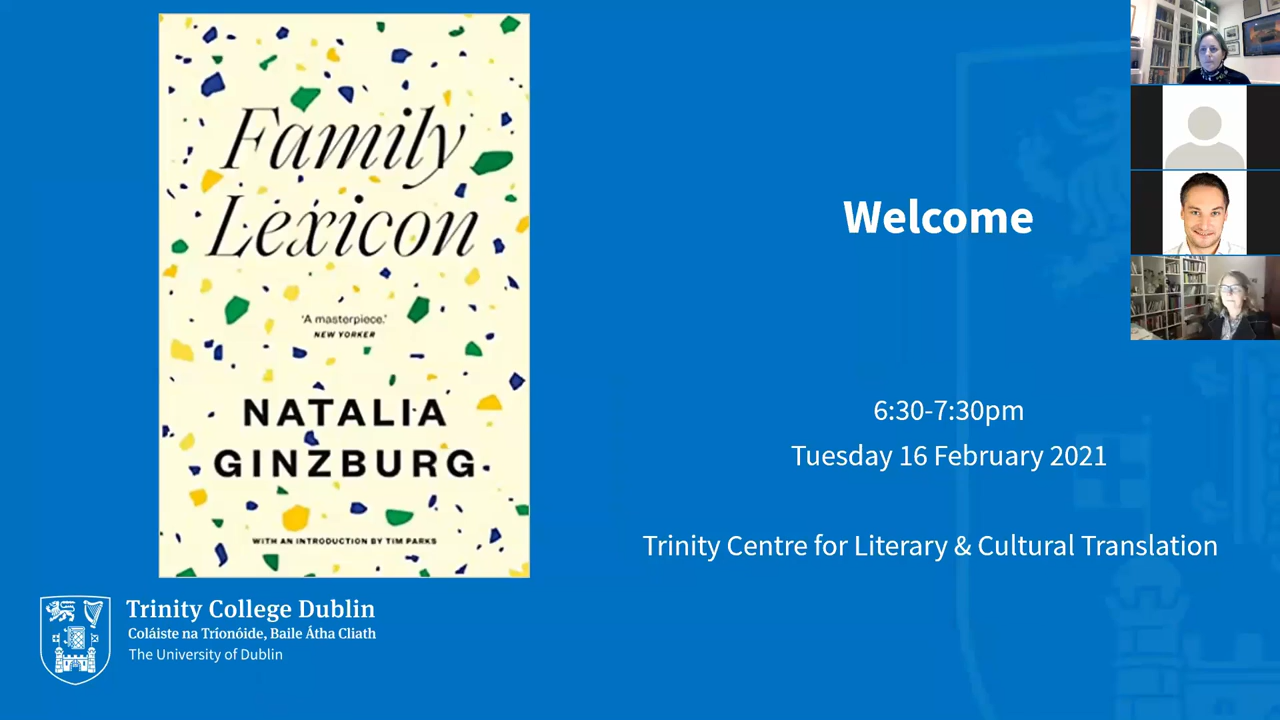 Family
Lexicon
'A masterpiece.'
NEW YORKER
NATALIA
GINZBURG
WITH AN INTRODUCTION BY TIM PARKS
Welcome
6:30-7:30pm
Tuesday 16 February 2021
Trinity Centre for Literary & Cultural Translation
Trinity College Dublin
Coláiste na Tríonóide, Baile Átha Cliath
The University of Dublin